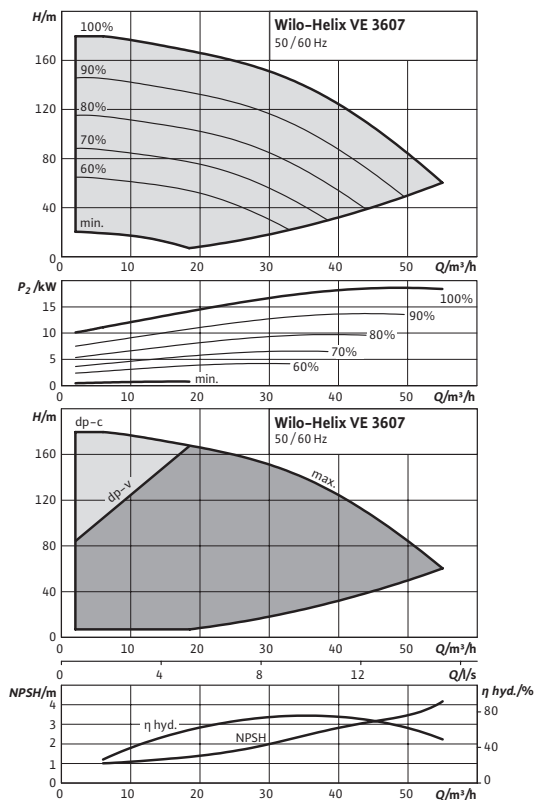 H/m
Wilo-Helix VE 3607
50/60 Hz
100%
160
90%
120
80%
70%
80
60%
40
min.
0
0 10 20 30 40 50 Q/m³/h
P₂/kW
15
100%
10
90%
80%
5
70%
60%
0
min.
0 10 20 30 40 50 Q/m³/h
H/m
dp-c
Wilo-Helix VE 3607
50/60 Hz
160
max.
dp-v
120
80
40
0
0 10 20 30 40 50 Q/m³/h
0 4 8 12 Q/l/s
NPSH/m
η hyd./%
4
80
3
η hyd.
2
NPSH
40
1
0
0
0 10 20 30 40 50 Q/m³/h